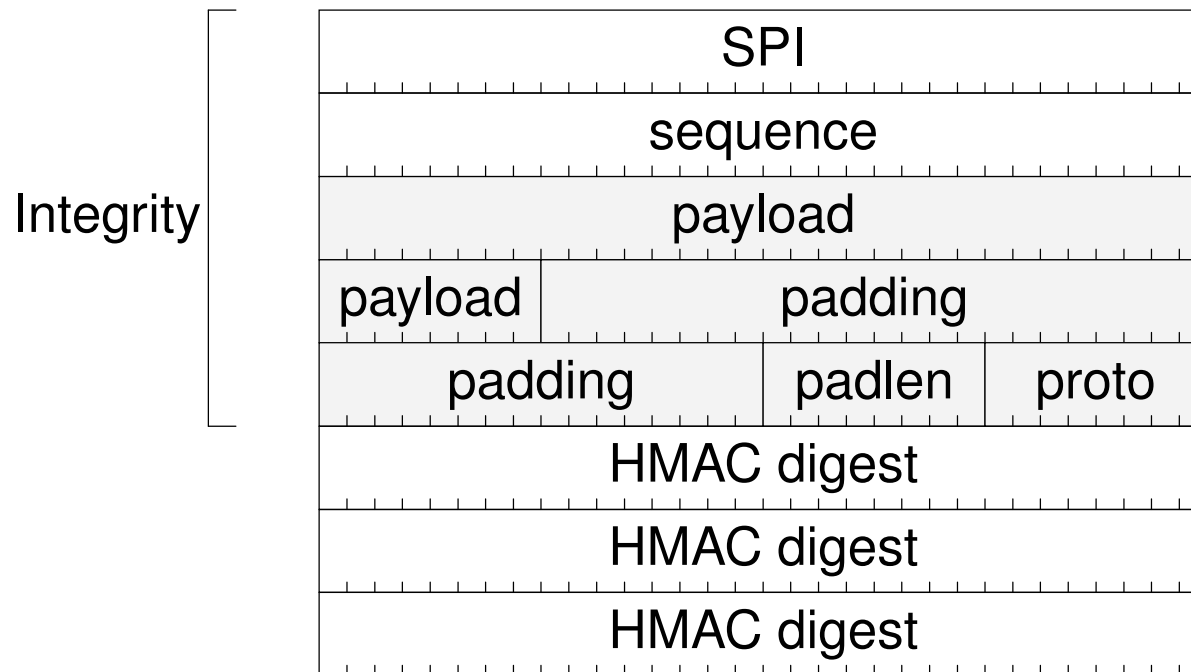 SPI
sequence
Integrity payload
payload padding
padding padlen proto
HMAC digest
HMAC digest
HMAC digest